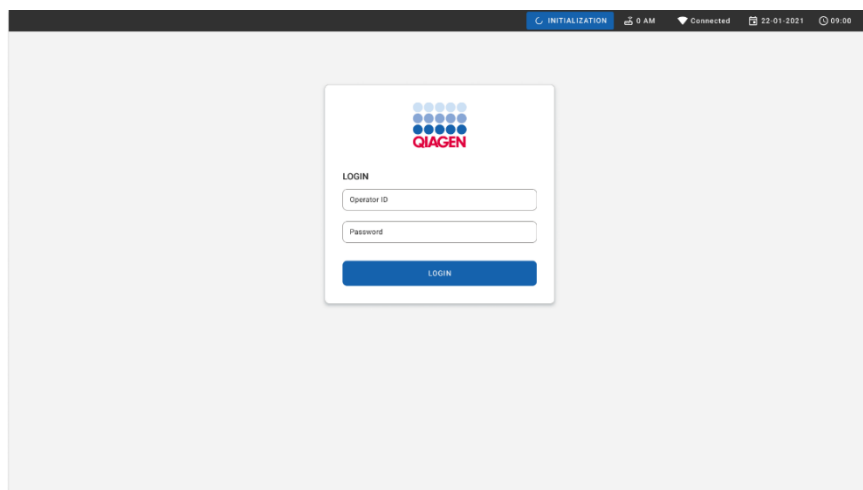 INITIALIZATION 0 AM Connected 22-01-2021 09:00
QIAGEN
LOGIN
Operator ID
Password
LOGIN